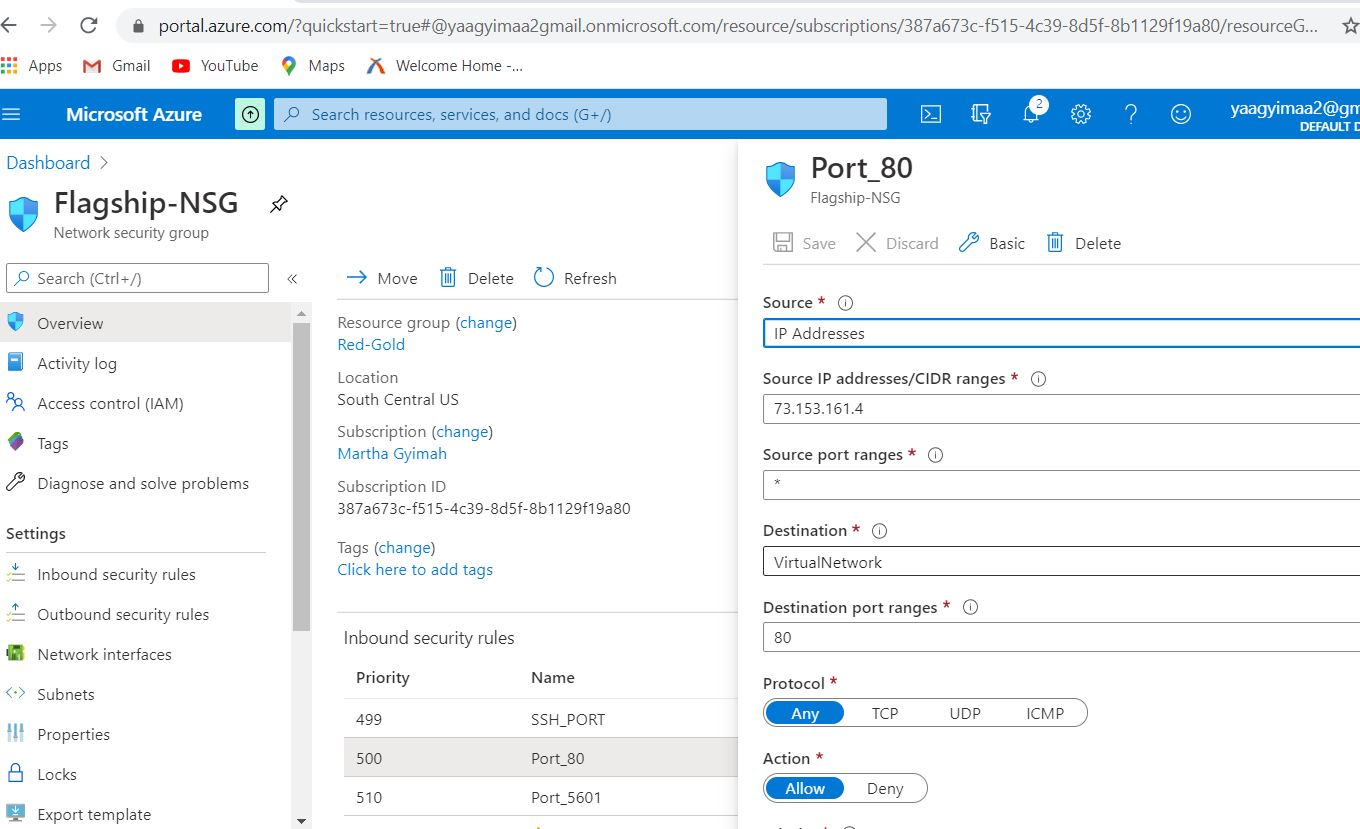 portal.azure.com/?quickstart=true#@yaagyimaa2gmail.onmicrosoft.com/resource/subscriptions/387a673c-f515-4c39-8d5f-8b1129f19a80/resourceG...
Apps Gmail YouTube Maps Welcome Home -...
Microsoft Azure Search resources, services, and docs (G+/) 2 yaagyimaa2@gm
DEFAULT D
Dashboard >
Flagship-NSG
Network security group
Search (Ctrl+/) «
Overview
Activity log
Access control (IAM)
Tags
Diagnose and solve problems
Settings
Inbound security rules
Outbound security rules
Network interfaces
Subnets
Properties
Locks
Export template
Move Delete Refresh
Resource group (change)
Red-Gold
Location
South Central US
Subscription (change)
Martha Gyimah
Subscription ID
387a673c-f515-4c39-8d5f-8b1129f19a80
Tags (change)
Click here to add tags
Inbound security rules
Priority Name
499 SSH_PORT
500 Port_80
510 Port_5601
Port_80
Flagship-NSG
Save Discard Basic Delete
Source *
IP Addresses
Source IP addresses/CIDR ranges *
73.153.161.4
Source port ranges *
*
Destination *
VirtualNetwork
Destination port ranges *
80
Protocol *
Any TCP UDP ICMP
Action *
Allow Deny